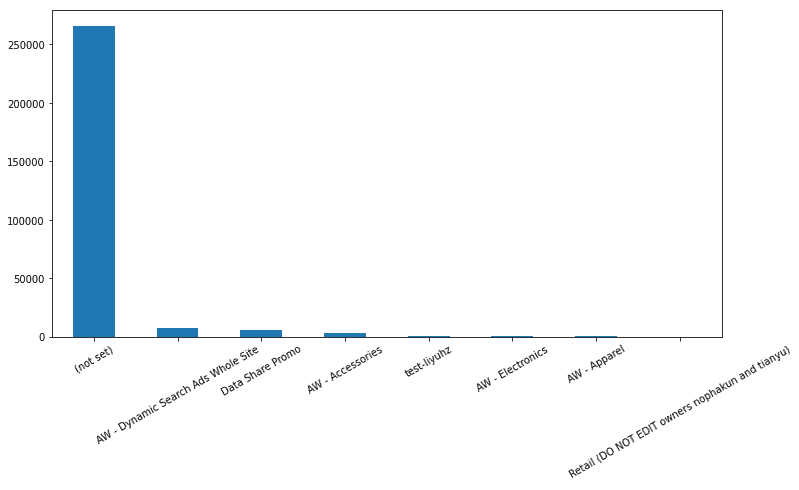 250000
200000
150000
100000
50000
0
(not set)
AW - Dynamic Search Ads Whole Site
Data Share Promo
AW - Accessories
test-liyuhz
AW - Electronics
AW - Apparel
Retail (DO NOT EDIT owners nophakun and tianyu)